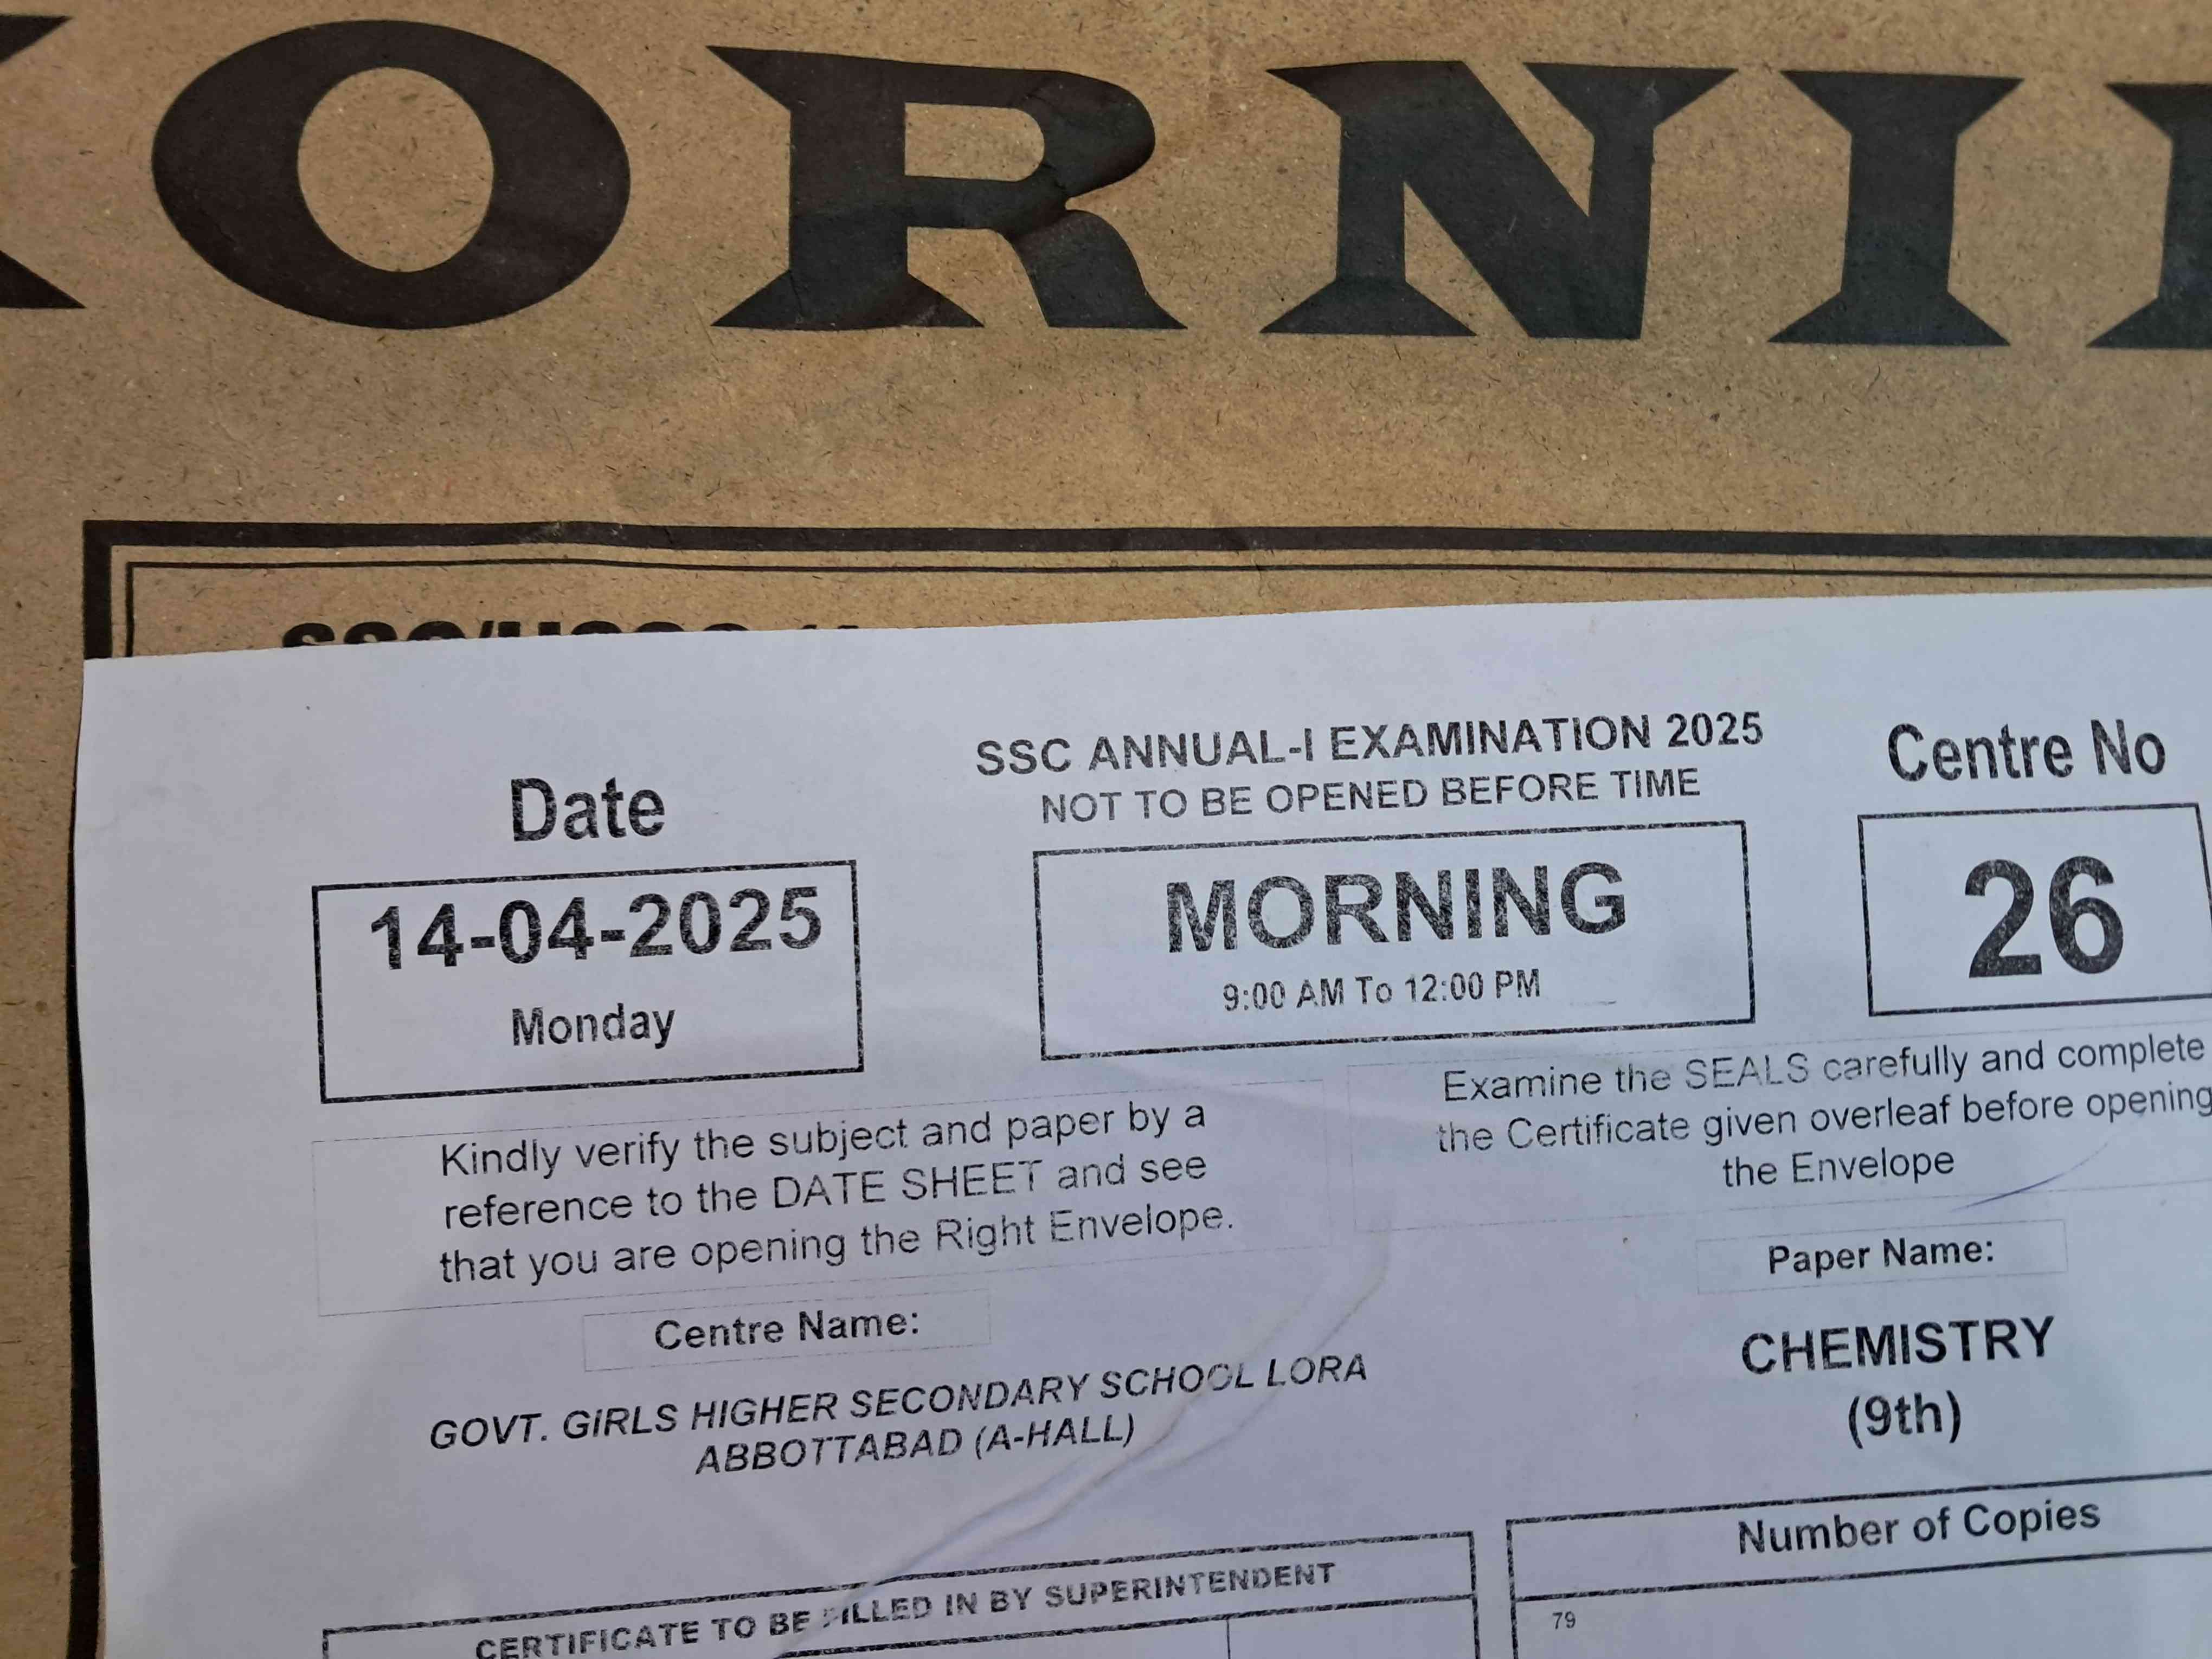 ORNI
SSC ANNUAL-I EXAMINATION 2025
NOT TO BE OPENED BEFORE TIME
Date
14-04-2025
Monday
MORNING
9:00 AM To 12:00 PM
Centre No
26
Kindly verify the subject and paper by a
reference to the DATE SHEET and see
that you are opening the Right Envelope.
Examine the SEALS carefully and complete
the Certificate given overleaf before opening
the Envelope
Centre Name:
GOVT. GIRLS HIGHER SECONDARY SCHOOL LORA
ABBOTTABAD (A-HALL)
Paper Name:
CHEMISTRY
(9th)
CERTIFICATE TO BE FILLED IN BY SUPERINTENDENT
Number of Copies
79